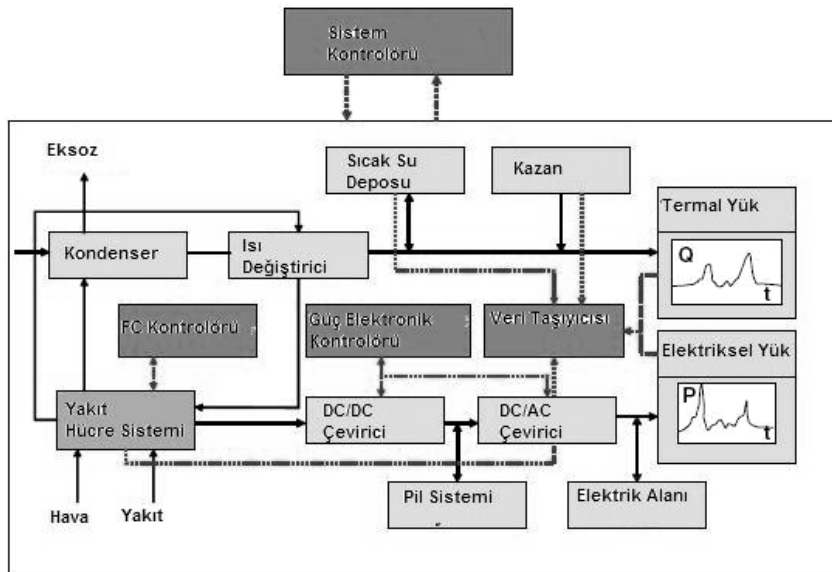 Sistem
Kontrolörü
Eksoz
Sıcak Su
Deposu
Kazan
Termal Yük
Kondenser
Isı
Değiştirici
Q
t
FC Kontrolörü
Güç Elektronik
Kontrolörü
Veri Taşıyıcısı
Elektriksel Yük
Yakıt
Hücre Sistemi
DC/DC
Çevirici
DC/AC
Çevirici
P
t
Pil Sistemi
Elektrik Alanı
Hava
Yakıt